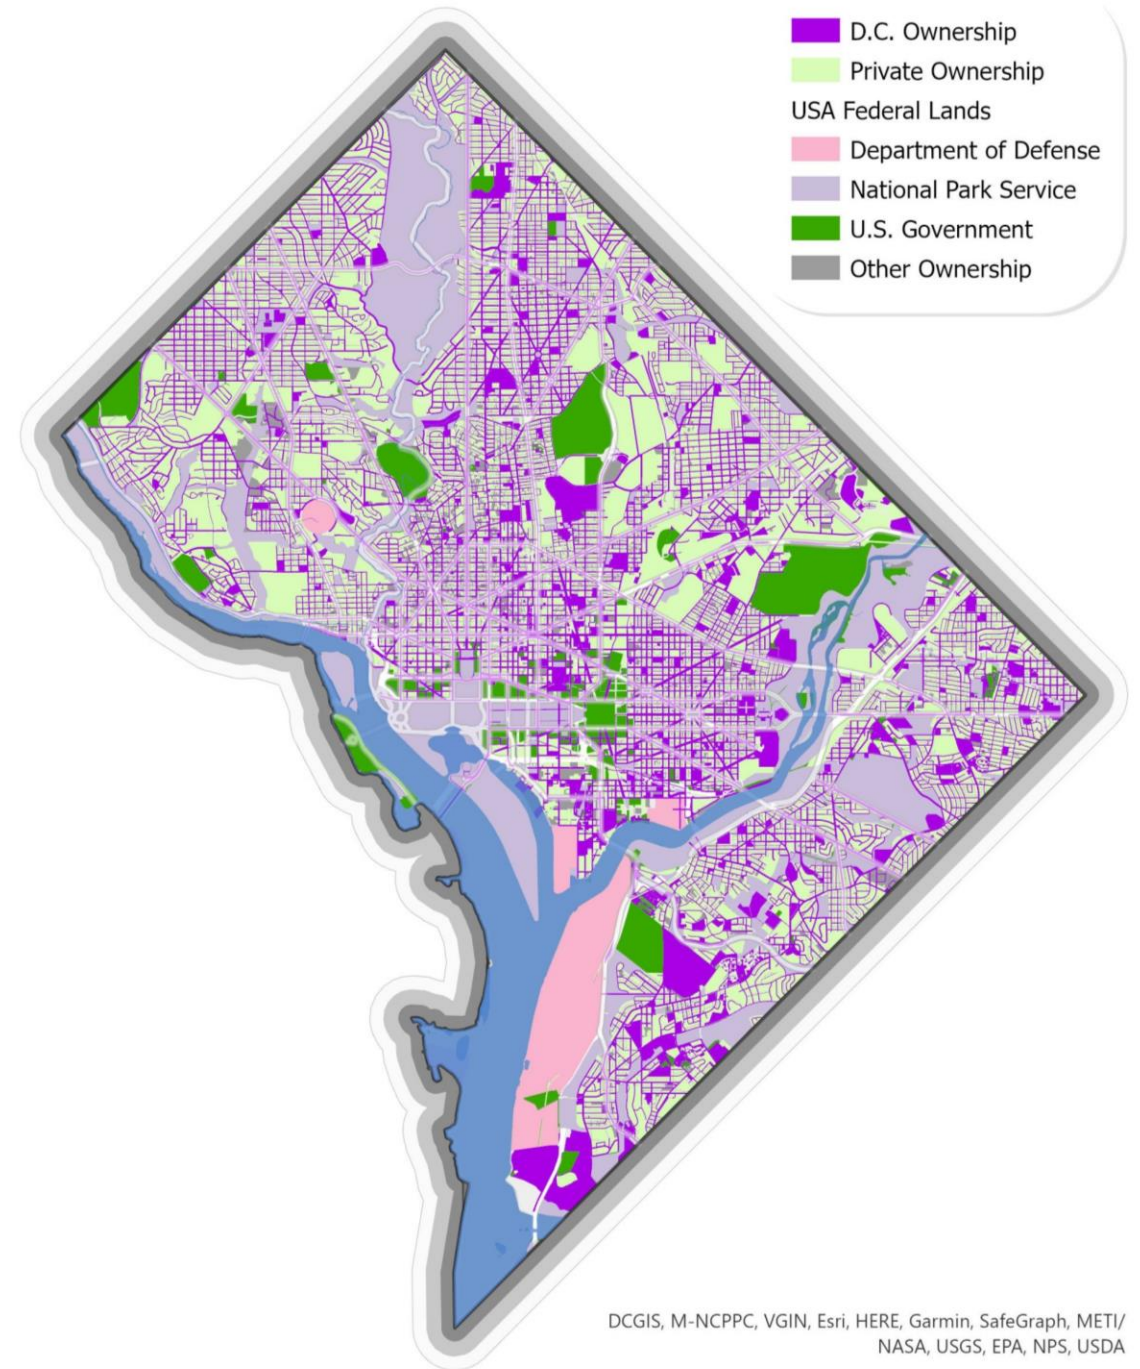 D.C. Ownership
Private Ownership
USA Federal Lands
Department of Defense
National Park Service
U.S. Government
Other Ownership
DCGIS, M-NCPPC, VGIN, Esri, HERE, Garmin, SafeGraph, METI/
NASA, USGS, EPA, NPS, USDA